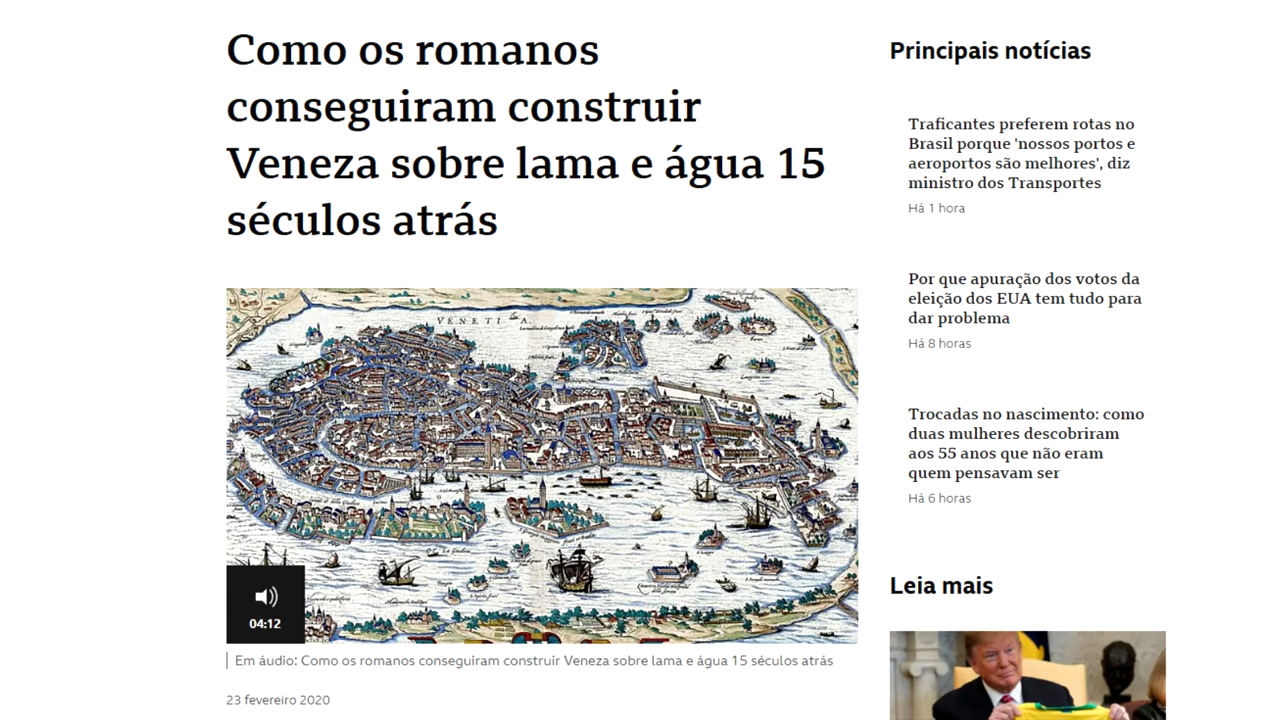 Como os romanos
conseguiram construir
Veneza sobre lama e água 15
séculos atrás
VENETIA
04:12
Em áudio: Como os romanos conseguiram construir Veneza sobre lama e água 15 séculos atrás
23 fevereiro 2020
Principais notícias
Traficantes preferem rotas no
Brasil porque 'nossos portos e
aeroportos são melhores', diz
ministro dos Transportes
Há 1 hora
Por que apuração dos votos da
eleição dos EUA tem tudo para
dar problema
Há 8 horas
Trocadas no nascimento: como
duas mulheres descobriram
aos 55 anos que não eram
quem pensavam ser
Há 6 horas
Leia mais